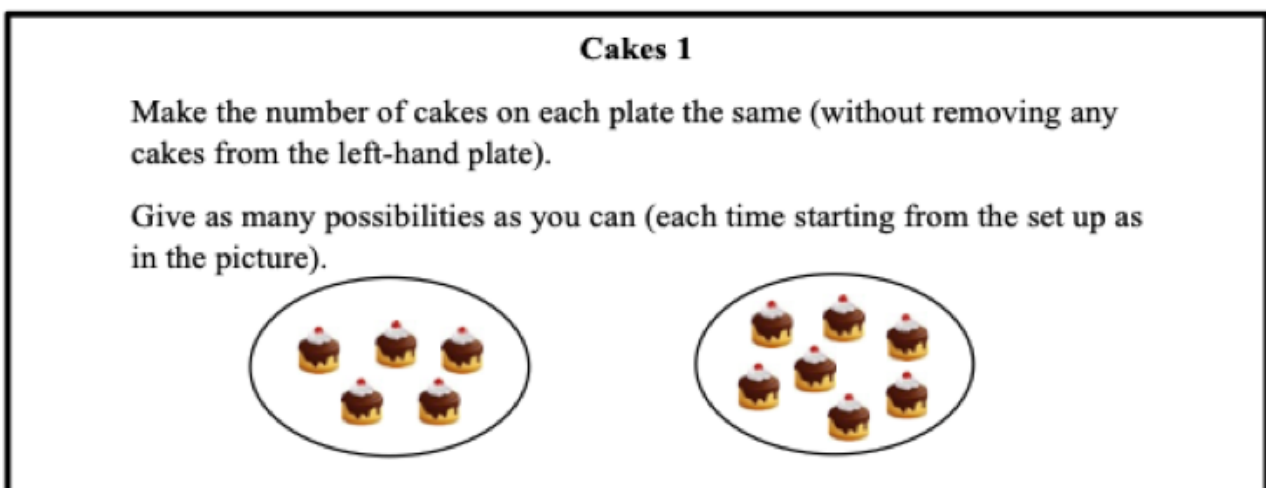 Cakes 1
Make the number of cakes on each plate the same (without removing any
cakes from the left-hand plate).
Give as many possibilities as you can (each time starting from the set up as
in the picture).